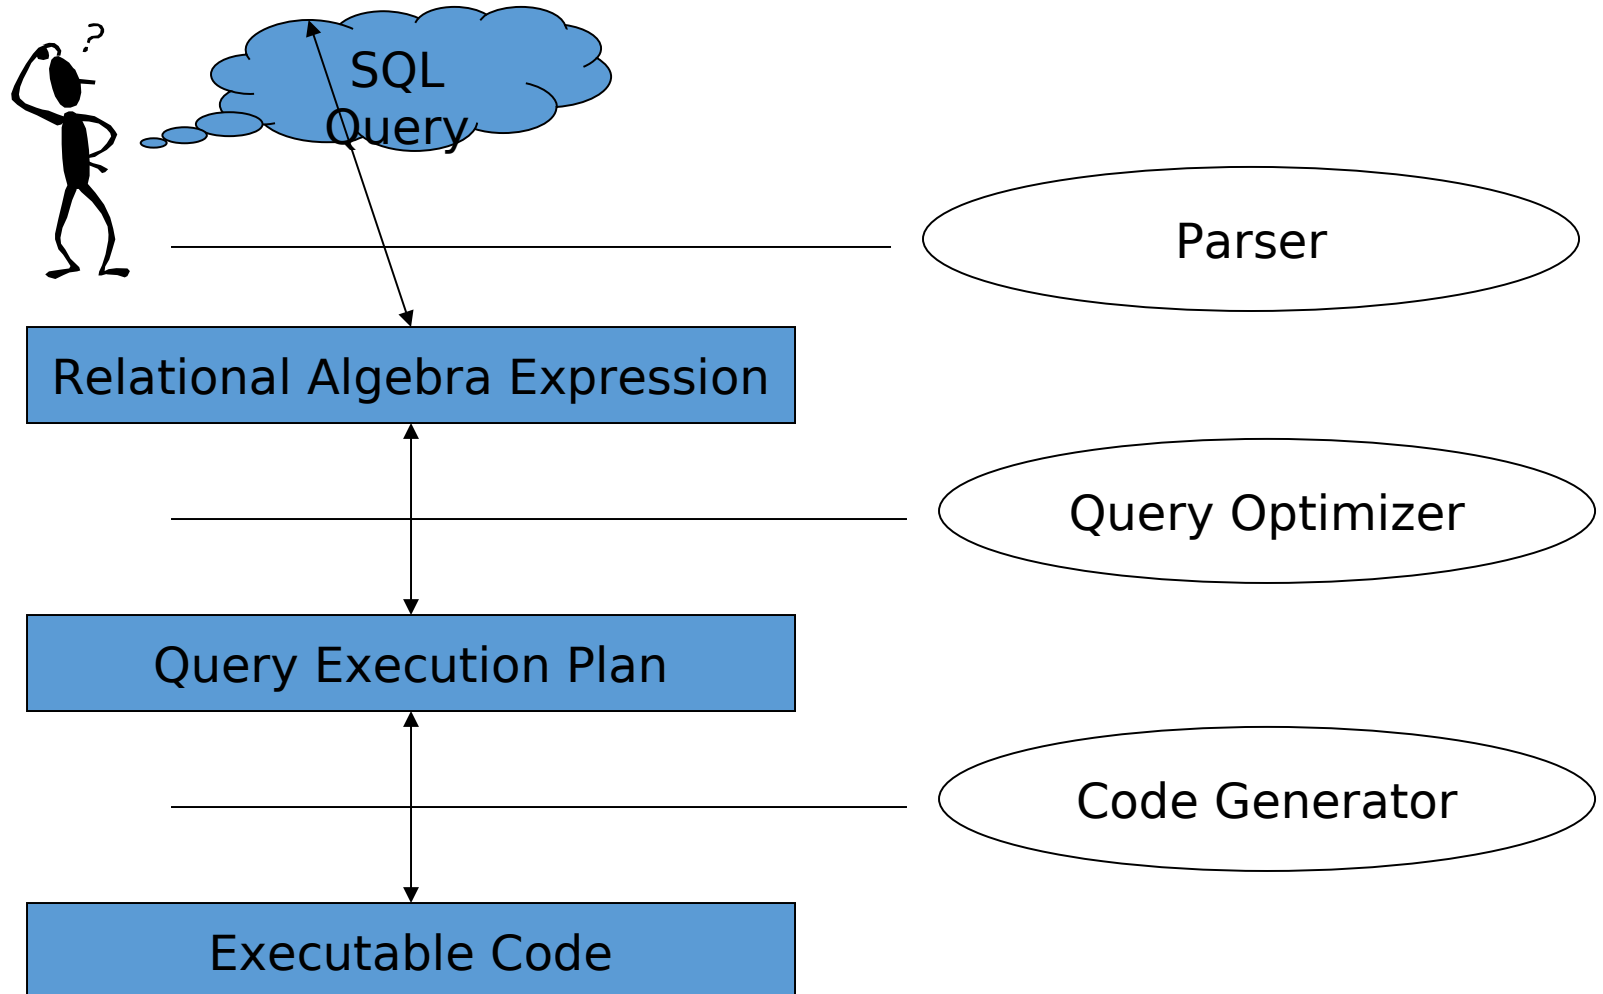 ?
SQL
Query
Parser
Relational Algebra Expression
Query Optimizer
Query Execution Plan
Code Generator
Executable Code